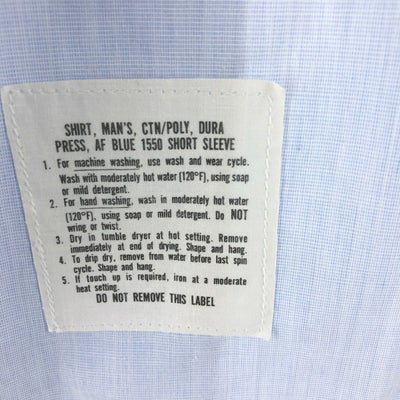 SHIRT, MAN'S, CTN/POLY, DURA
PRESS, AF BLUE 1550 SHORT SLEEVE
1. For machine washing, use wash and wear cycle.
Wash with moderately hot water (120°F), using soap
or mild detergent.
2. For hand washing, wash in moderately hot water
(120°F), using soap or mild detergent. Do NOT
wring or twist.
3. Dry in tumble dryer at hot setting. Remove
immediately at end of drying. Shape and hang.
4. To drip dry, remove from water before last spin
cycle. Shape and hang.
5. If touch up is required, iron at a moderate
heat setting.
DO NOT REMOVE THIS LABEL